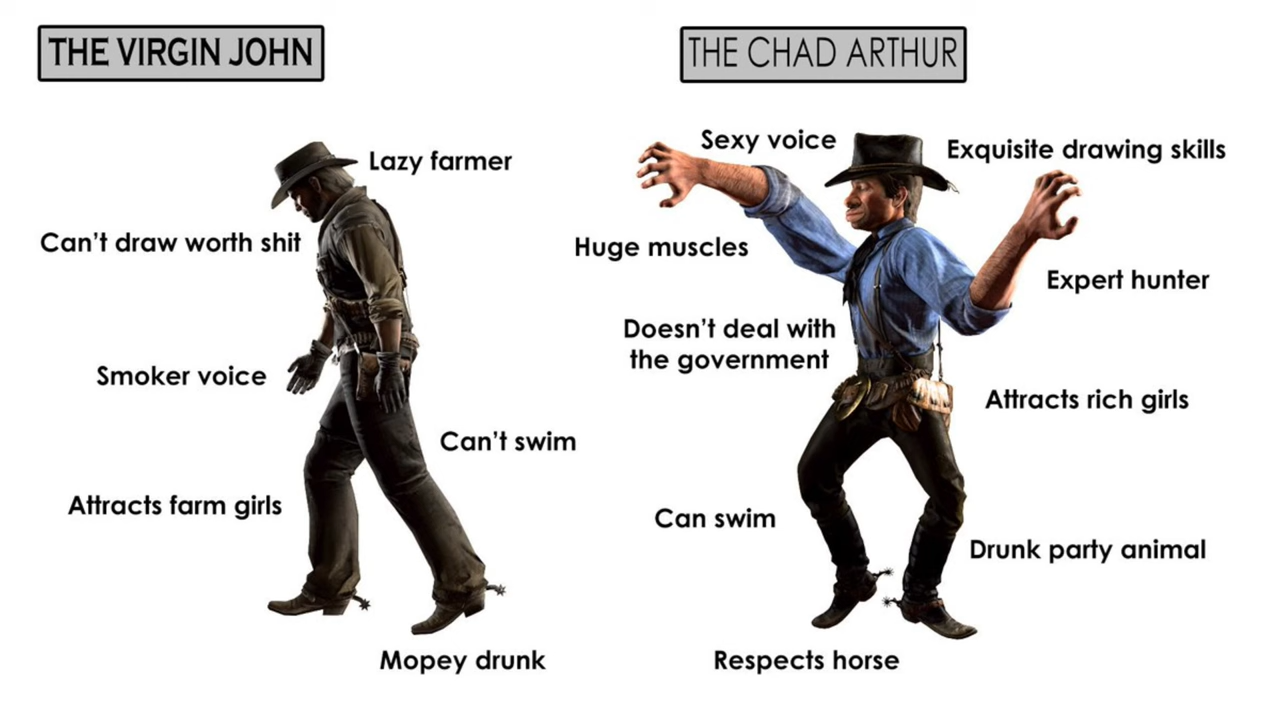 THE VIRGIN JOHN
Lazy farmer
Can't draw worth shit
Smoker voice
Can't swim
Attracts farm girls
Mopey drunk
THE CHAD ARTHUR
Sexy voice
Exquisite drawing skills
Huge muscles
Expert hunter
Doesn't deal with
the government
Attracts rich girls
Can swim
Drunk party animal
Respects horse